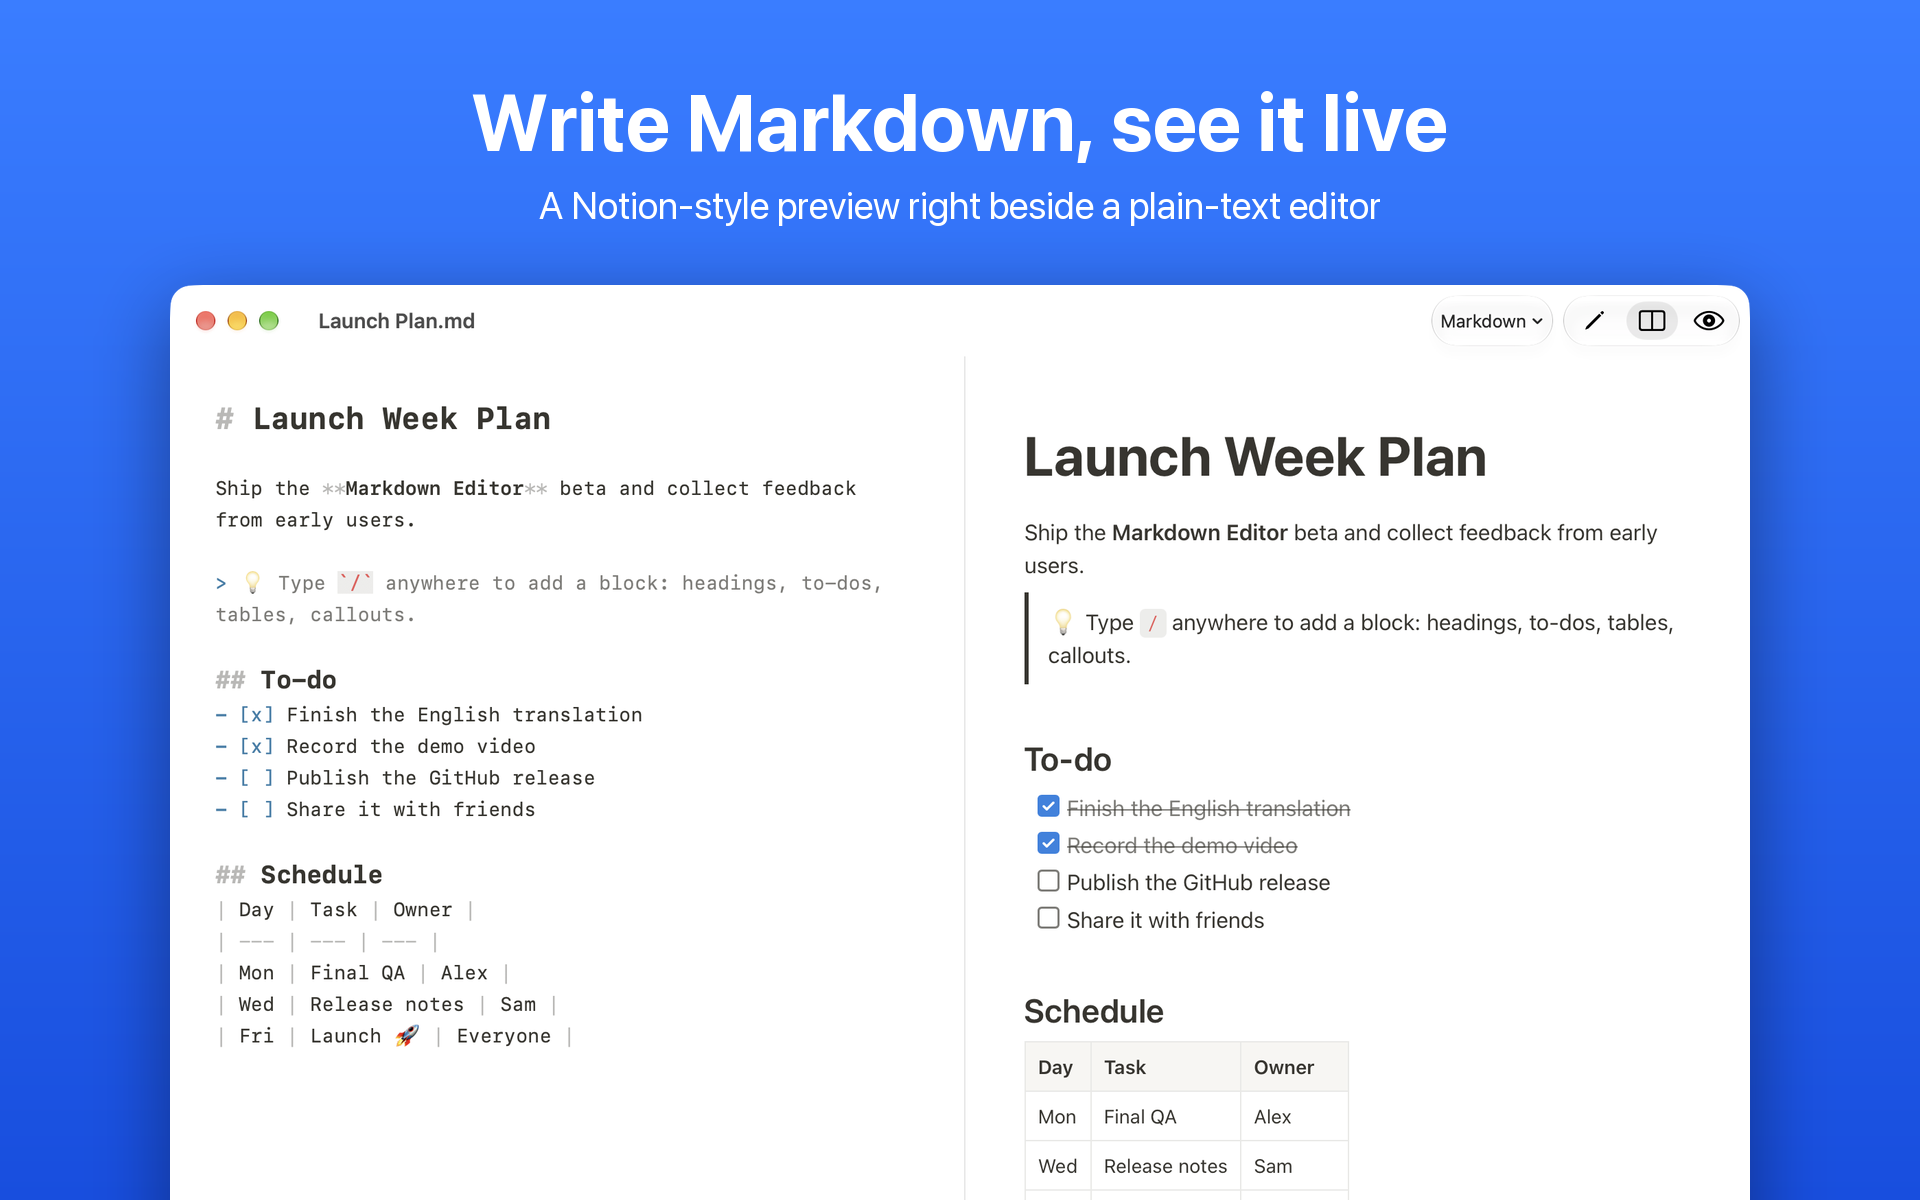 Write Markdown, see it live
A Notion-style preview right beside a plain-text editor
Launch Plan.md
Markdown
# Launch Week Plan
Ship the **Markdown Editor** beta and collect feedback
from early users.
> 💡 Type `/` anywhere to add a block: headings, to-dos,
tables, callouts.
## To-do
- [x] Finish the English translation
- [x] Record the demo video
- [ ] Publish the GitHub release
- [ ] Share it with friends
## Schedule
| Day | Task | Owner |
| --- | --- | --- |
| Mon | Final QA | Alex |
| Wed | Release notes | Sam |
| Fri | Launch 🚀 | Everyone |
Launch Week Plan
Ship the Markdown Editor beta and collect feedback from early
users.
💡 Type / anywhere to add a block: headings, to-dos, tables,
callouts.
To-do
Finish the English translation
Record the demo video
Publish the GitHub release
Share it with friends
Schedule
Day Task Owner
Mon Final QA Alex
Wed Release notes Sam